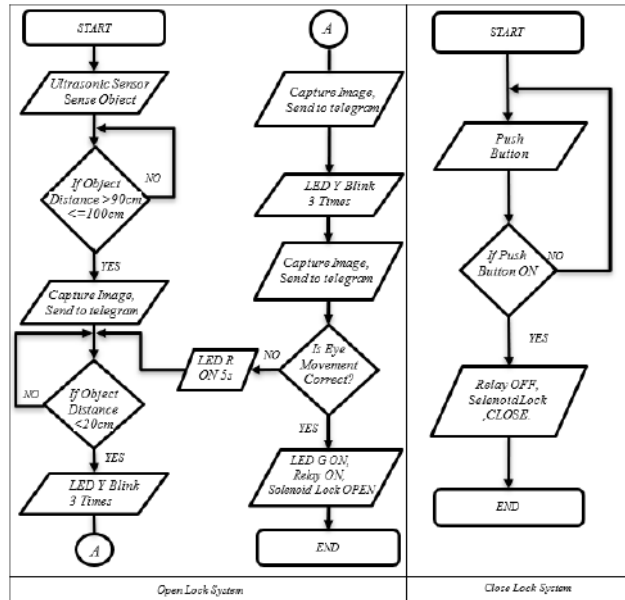 START
Ultrasonic Sensor
Sense Object
If Object
Distance >90cm
<=100cm
NO
YES
Capture Image,
Send to telegram
If Object
Distance
<20cm
NO
YES
LED Y Blink
3 Times
A
A
Capture Image,
Send to telegram
LED Y Blink
3 Times
Capture Image,
Send to telegram
Is Eye
Movement
Correct?
NO
LED R
ON 5s
YES
LED G ON,
Relay ON,
Solenoid Lock OPEN
END
Open Lock System
START
Push
Button
If Push
Button ON
NO
YES
Relay OFF,
Solenoid Lock
,CLOSE.
END
Close Lock System